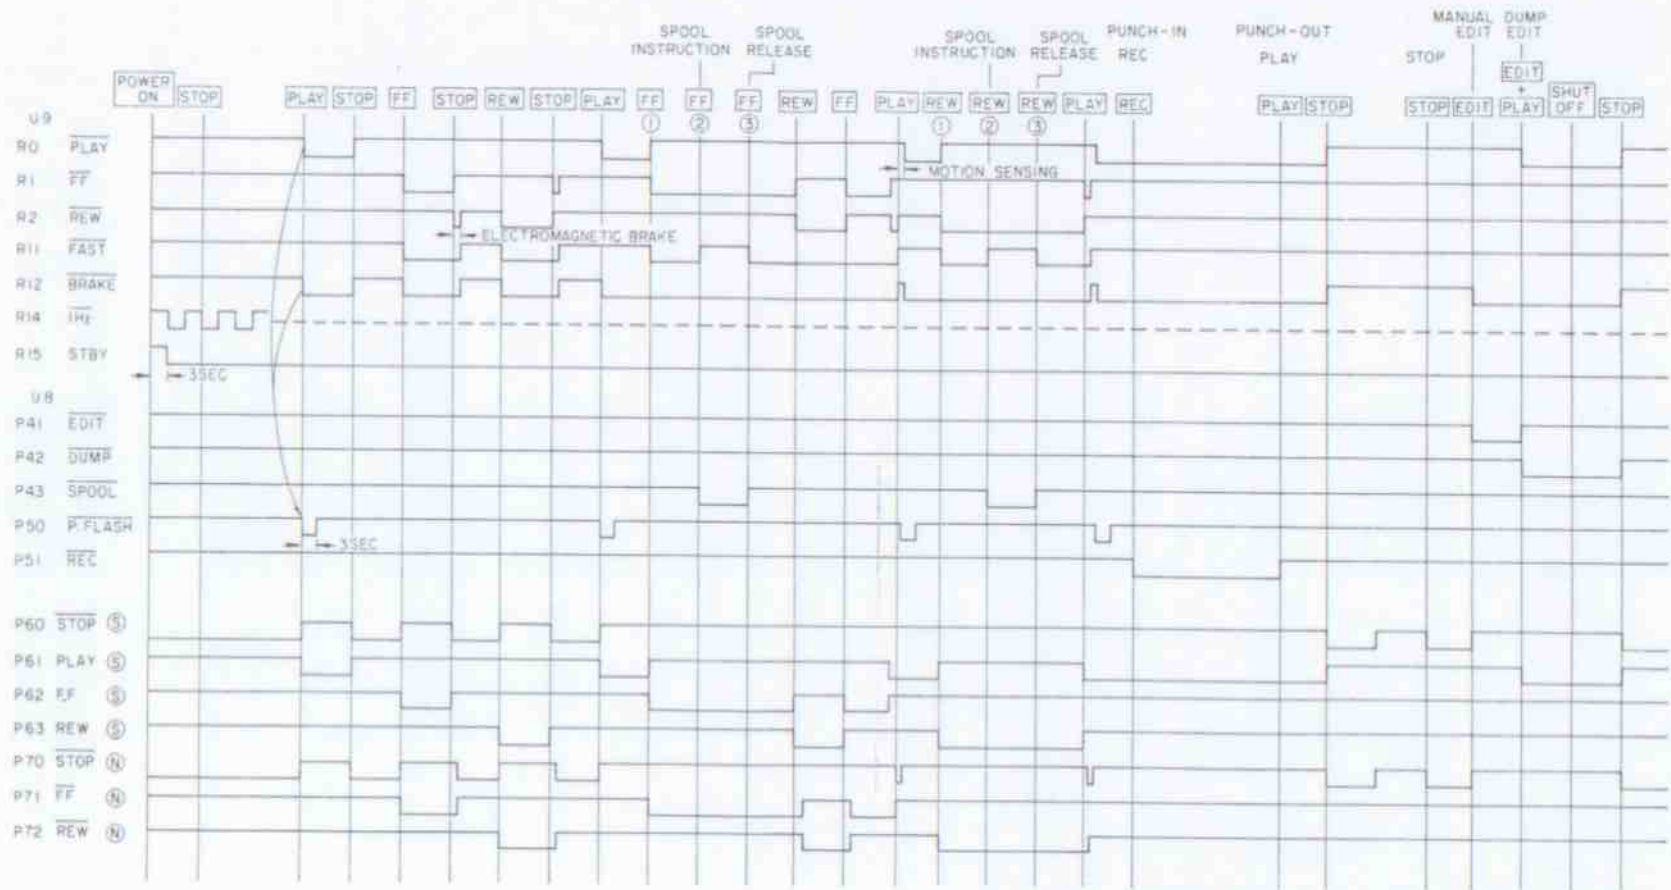 SPOOL INSTRUCTION
SPOOL RELEASE
SPOOL INSTRUCTION
SPOOL RELEASE
PUNCH-IN REC
PUNCH-OUT PLAY
STOP
MANUAL EDIT
DUMP EDIT
POWER ON STOP PLAY STOP FF STOP REW STOP PLAY FF FF FF REW FF PLAY REW REW REW PLAY REC PLAY STOP STOP EDIT EDIT + PLAY SHUT OFF STOP
① ② ③ ① ② ③
U9
R0 PLAY
MOTION SENSING
R1 FF
R2 REW
ELECTROMAGNETIC BRAKE
R11 FAST
R12 BRAKE
R14 1Hz
R15 STBY
3SEC
U8
P41 EDIT
P42 DUMP
P43 SPOOL
P50 P.FLASH
3SEC
P51 REC
P60 STOP Ⓢ
P61 PLAY Ⓢ
P62 FF Ⓢ
P63 REW Ⓢ
P70 STOP Ⓝ
P71 FF Ⓝ
P72 REW Ⓝ